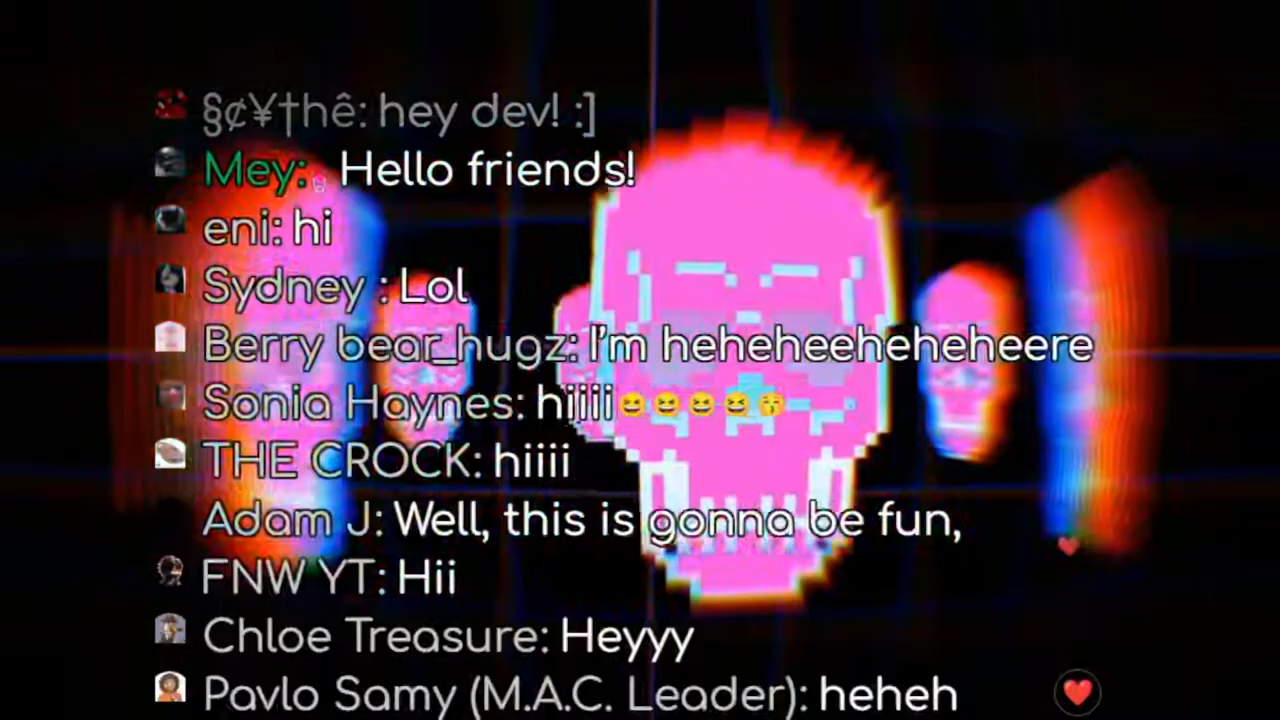 §¢¥†hê: hey dev! :]
Mey: Hello friends!
eni: hi
Sydney : Lol
Berry bear_hugz: I'm heheheeheheheere
Sonia Haynes: hiiiii😆😆😆😆😚
THE CROCK: hiiii
Adam J: Well, this is gonna be fun,
FNW YT: Hii
Chloe Treasure: Heyyy
Pavlo Samy (M.A.C. Leader): heheh